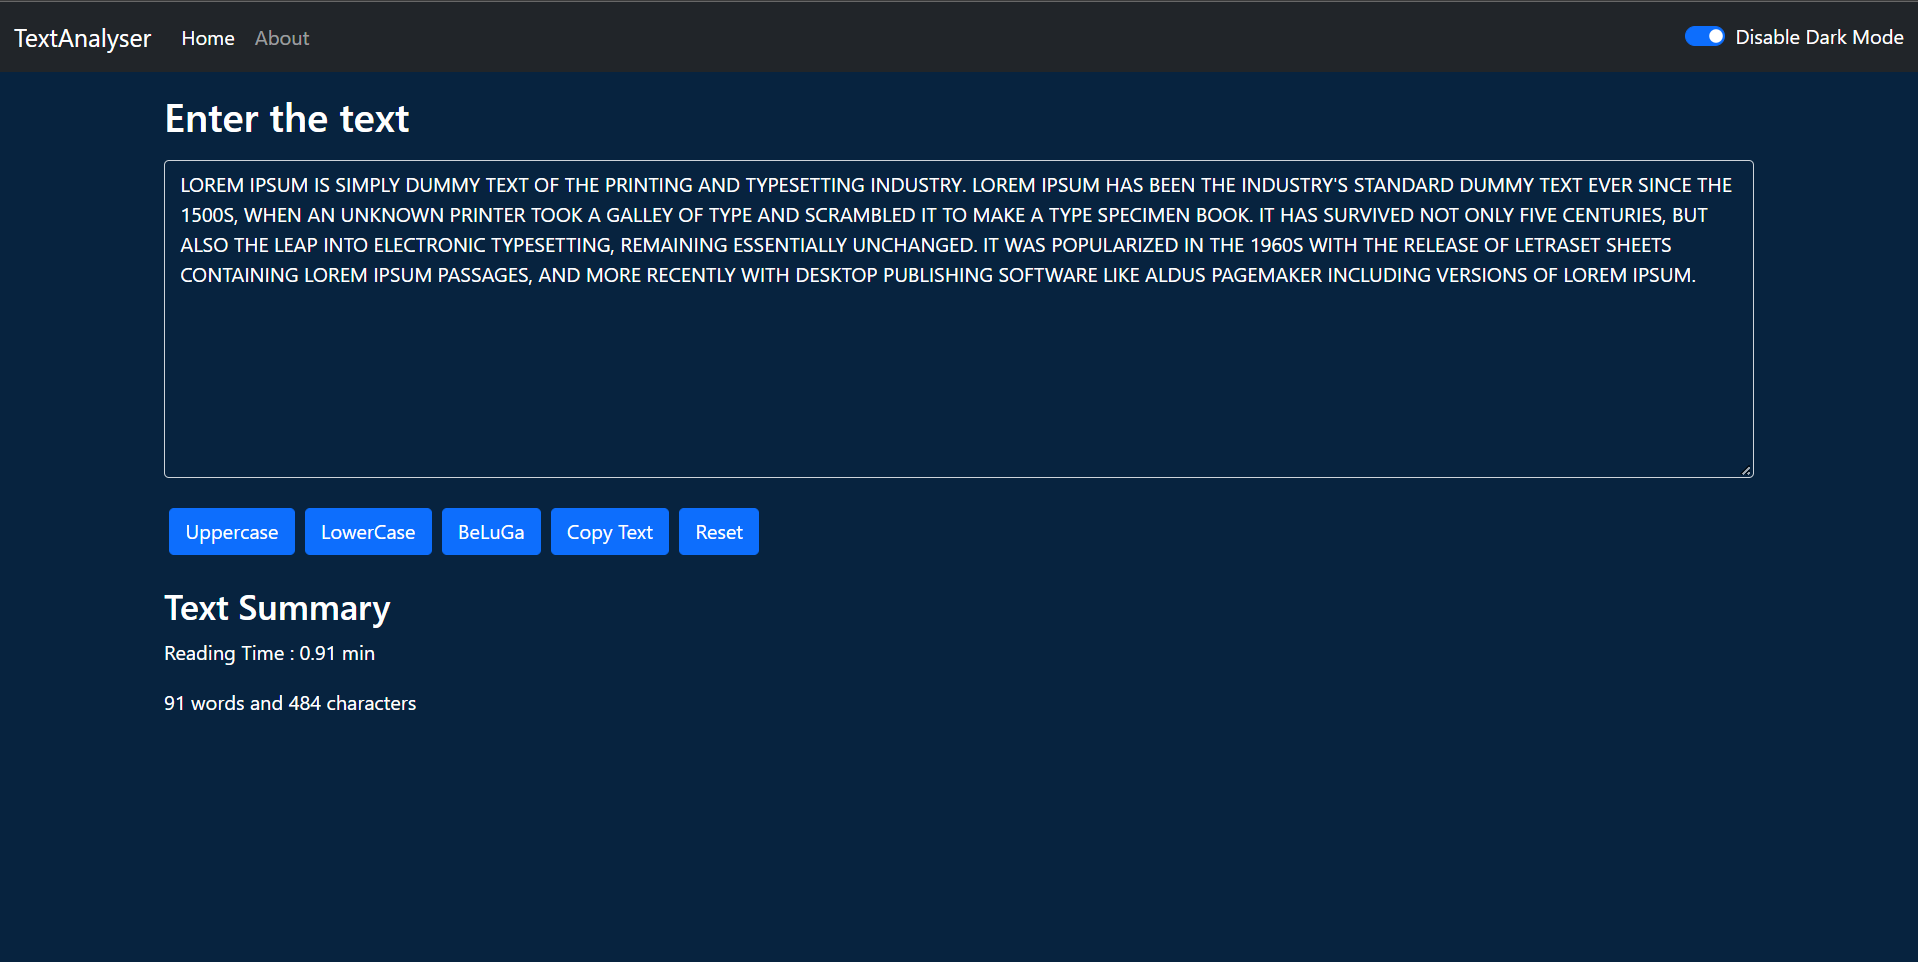 TextAnalyser Home About Disable Dark Mode
Enter the text
LOREM IPSUM IS SIMPLY DUMMY TEXT OF THE PRINTING AND TYPESETTING INDUSTRY. LOREM IPSUM HAS BEEN THE INDUSTRY'S STANDARD DUMMY TEXT EVER SINCE THE
1500S, WHEN AN UNKNOWN PRINTER TOOK A GALLEY OF TYPE AND SCRAMBLED IT TO MAKE A TYPE SPECIMEN BOOK. IT HAS SURVIVED NOT ONLY FIVE CENTURIES, BUT
ALSO THE LEAP INTO ELECTRONIC TYPESETTING, REMAINING ESSENTIALLY UNCHANGED. IT WAS POPULARIZED IN THE 1960S WITH THE RELEASE OF LETRASET SHEETS
CONTAINING LOREM IPSUM PASSAGES, AND MORE RECENTLY WITH DESKTOP PUBLISHING SOFTWARE LIKE ALDUS PAGEMAKER INCLUDING VERSIONS OF LOREM IPSUM.
Uppercase LowerCase BeLuGa Copy Text Reset
Text Summary
Reading Time : 0.91 min
91 words and 484 characters